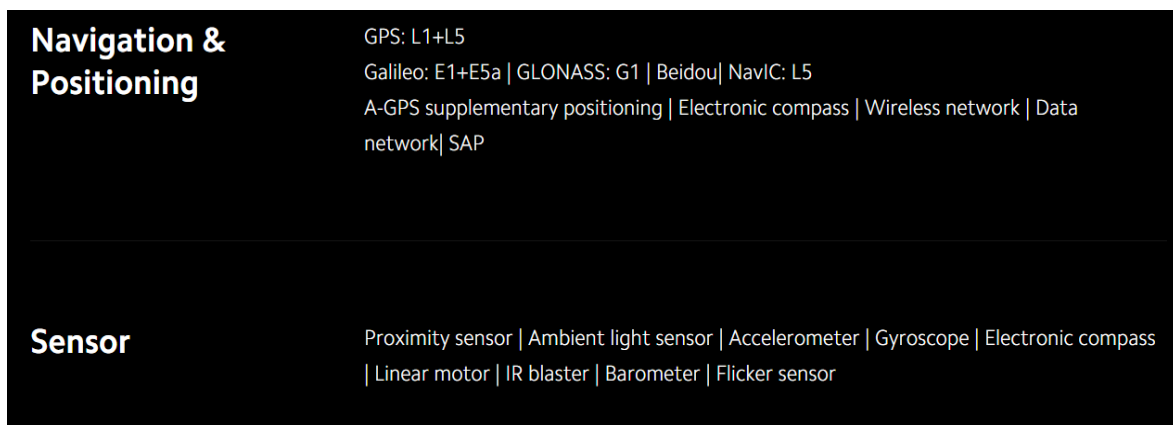 Navigation &
Positioning
GPS: L1+L5
Galileo: E1+E5a | GLONASS: G1 | Beidou| NavIC: L5
A-GPS supplementary positioning | Electronic compass | Wireless network | Data
network| SAP
Sensor
Proximity sensor | Ambient light sensor | Accelerometer | Gyroscope | Electronic compass
| Linear motor | IR blaster | Barometer | Flicker sensor